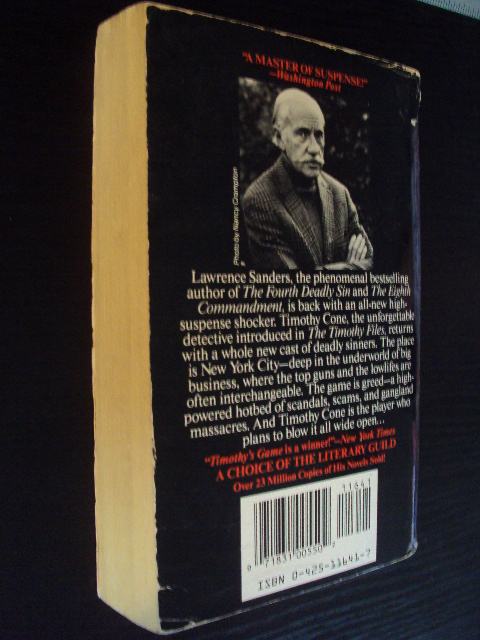 "A MASTER OF SUSPENSE!"
—Washington Post
Photo by Nancy Crampton
Lawrence Sanders, the phenomenal bestselling
author of The Fourth Deadly Sin and The Eighth
Commandment, is back with an all-new high-
suspense shocker. Timothy Cone, the unforgettable
detective introduced in The Timothy Files, returns
with a whole new cast of deadly sinners. The place
is New York City—deep in the underworld of big
business, where the top guns and the lowlifes are
often interchangeable. The game is greed—a high-
powered hotbed of scandals, scams, and gangland
massacres. And Timothy Cone is the player who
plans to blow it all wide open...
"Timothy's Game is a winner!"—New York Times
A CHOICE OF THE LITERARY GUILD
Over 23 Million Copies of His Novels Sold!
11641
0 71831 00550 7
ISBN 0-425-11641-7